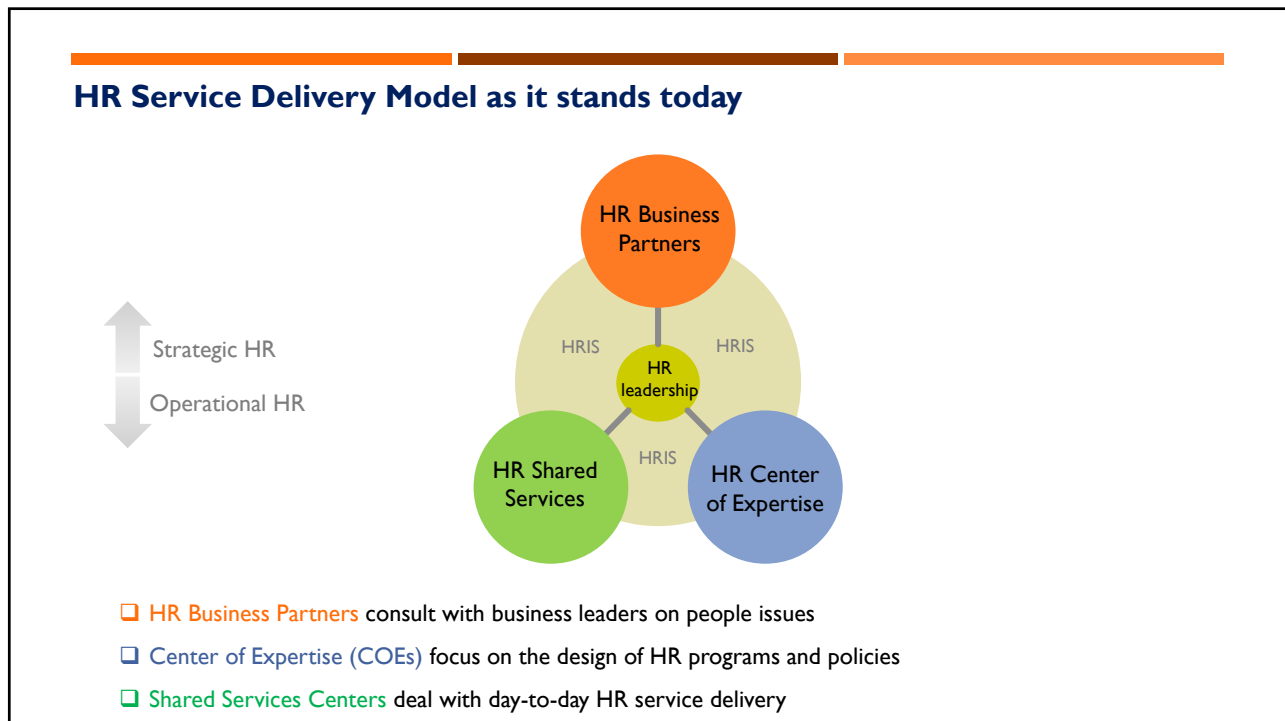 HR Service Delivery Model as it stands today
HR Business
Partners
Strategic HR
Operational HR
HRIS
HRIS
HR
leadership
HRIS
HR Shared
Services
HR Center
of Expertise
❑ HR Business Partners consult with business leaders on people issues
❑ Center of Expertise (COEs) focus on the design of HR programs and policies
❑ Shared Services Centers deal with day-to-day HR service delivery